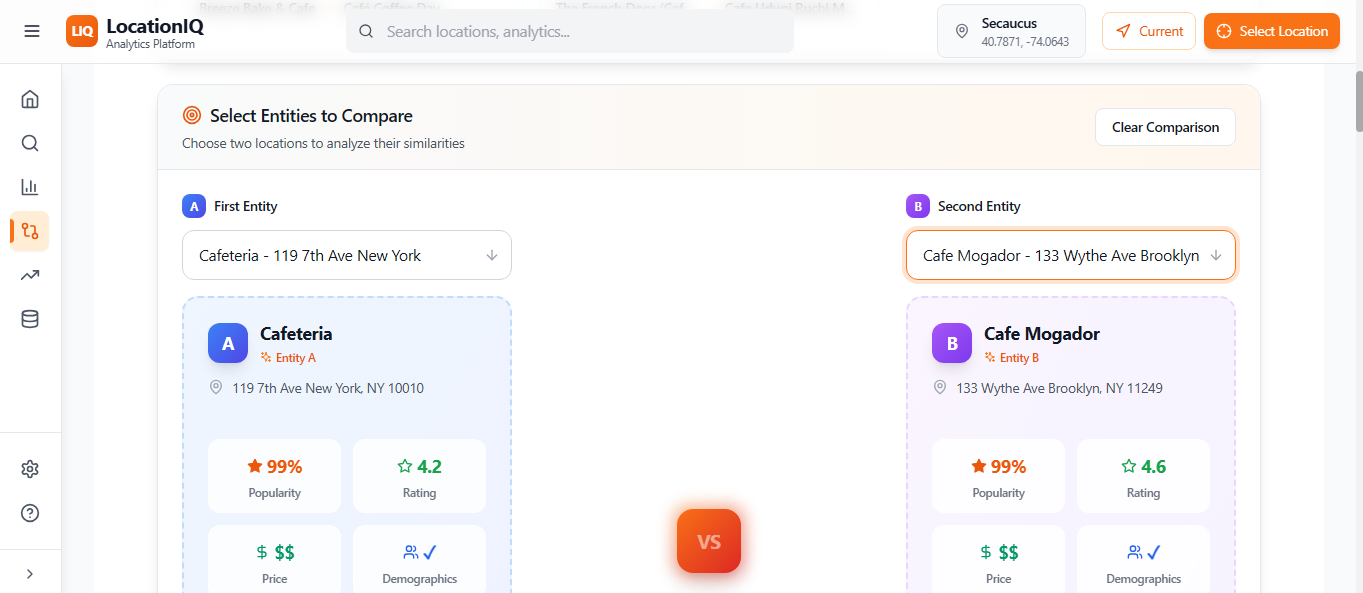 LIQ
LocationIQ
Analytics Platform
Search locations, analytics...
Secaucus
40.7871, -74.0643
Current
Select Location
Select Entities to Compare
Choose two locations to analyze their similarities
Clear Comparison
A First Entity
B Second Entity
Cafeteria - 119 7th Ave New York
Cafe Mogador - 133 Wythe Ave Brooklyn
A
Cafeteria
Entity A
119 7th Ave New York, NY 10010
99%
Popularity
4.2
Rating
$ $$
Price
Demographics
VS
B
Cafe Mogador
Entity B
133 Wythe Ave Brooklyn, NY 11249
99%
Popularity
4.6
Rating
$ $$
Price
Demographics